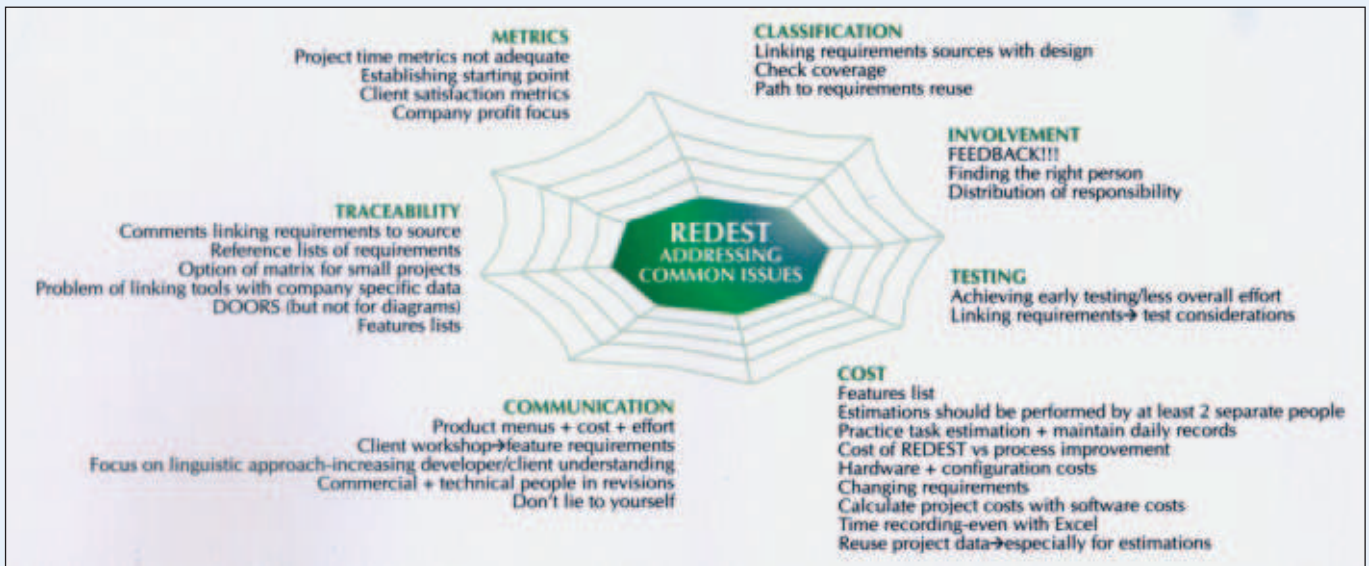 METRICS
Project time metrics not adequate
Establishing starting point
Client satisfaction metrics
Company profit focus
CLASSIFICATION
Linking requirements sources with design
Check coverage
Path to requirements reuse
INVOLVEMENT
FEEDBACK!!!
Finding the right person
Distribution of responsibility
TRACEABILITY
Comments linking requirements to source
Reference lists of requirements
Option of matrix for small projects
Problem of linking tools with company specific data
DOORS (but not for diagrams)
Features lists
REDEST
ADDRESSING
COMMON ISSUES
TESTING
Achieving early testing/less overall effort
Linking requirements→ test considerations
COMMUNICATION
Product menus + cost + effort
Client workshop→feature requirements
Focus on linguistic approach-increasing developer/client understanding
Commercial + technical people in revisions
Don't lie to yourself
COST
Features list
Estimations should be performed by at least 2 separate people
Practice task estimation + maintain daily records
Cost of REDEST vs process improvement
Hardware + configuration costs
Changing requirements
Calculate project costs with software costs
Time recording-even with Excel
Reuse project data→especially for estimations